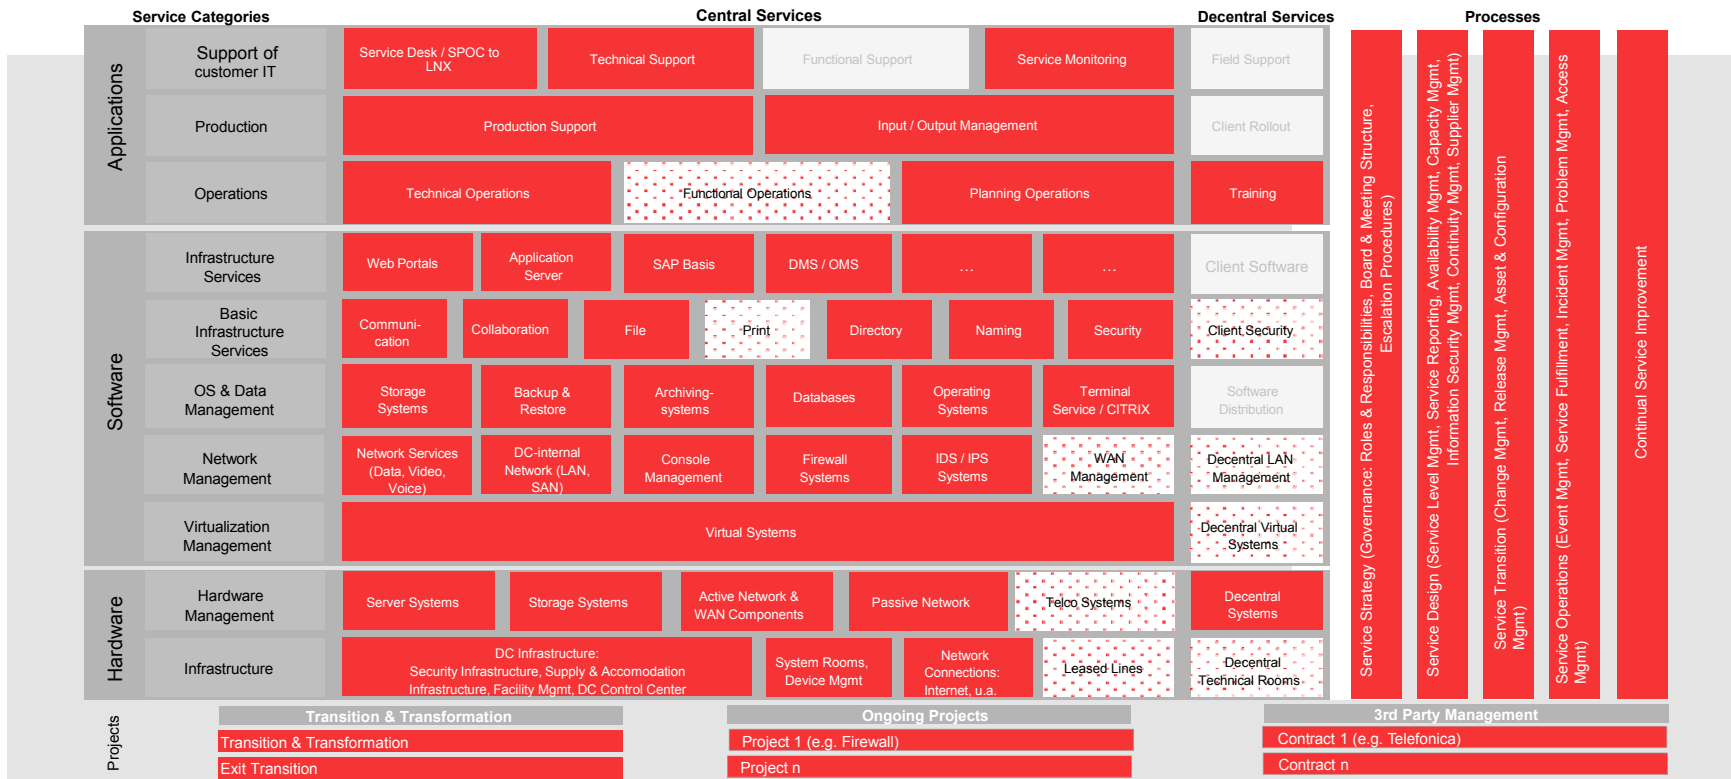 Service Categories
Central Services
Decentral Services
Processes
Applications
Support of
customer IT
Service Desk / SPOC to
LNX
Technical Support
Functional Support
Service Monitoring
Field Support
Production
Production Support
Input / Output Management
Client Rollout
Operations
Technical Operations
Functional Operations
Planning Operations
Training
Software
Infrastructure
Services
Web Portals
Application
Server
SAP Basis
DMS / OMS
...
...
Client Software
Basic
Infrastructure
Services
Communi-
cation
Collaboration
File
Print
Directory
Naming
Security
Client Security
OS & Data
Management
Storage
Systems
Backup &
Restore
Archiving-
systems
Databases
Operating
Systems
Terminal
Service / CITRIX
Software
Distribution
Network
Management
Network Services
(Data, Video,
Voice)
DC-internal
Network (LAN,
SAN)
Console
Management
Firewall
Systems
IDS / IPS
Systems
WAN
Management
Decentral LAN
Management
Virtualization
Management
Virtual Systems
Decentral Virtual
Systems
Hardware
Hardware
Management
Server Systems
Storage Systems
Active Network &
WAN Components
Passive Network
Telco Systems
Decentral
Systems
Infrastructure
DC Infrastructure:
Security Infrastructure, Supply & Accomodation
Infrastructure, Facility Mgmt, DC Control Center
System Rooms,
Device Mgmt
Network
Connections:
Internet, u.a.
Leased Lines
Decentral
Technical Rooms
Service Strategy (Governance: Roles & Responsibilities, Board & Meeting Structure,
Escalation Procedures)
Service Design (Service Level Mgmt, Service Reporting, Availability Mgmt, Capacity Mgmt,
Information Security Mgmt, Continuity Mgmt, Supplier Mgmt)
Service Transition (Change Mgmt, Release Mgmt, Asset & Configuration
Mgmt)
Service Operations (Event Mgmt, Service Fulfillment, Incident Mgmt, Problem Mgmt, Access
Mgmt)
Continual Service Improvement
Projects
Transition & Transformation
Transition & Transformation
Exit Transition
Ongoing Projects
Project 1 (e.g. Firewall)
Project n
3rd Party Management
Contract 1 (e.g. Telefonica)
Contract n